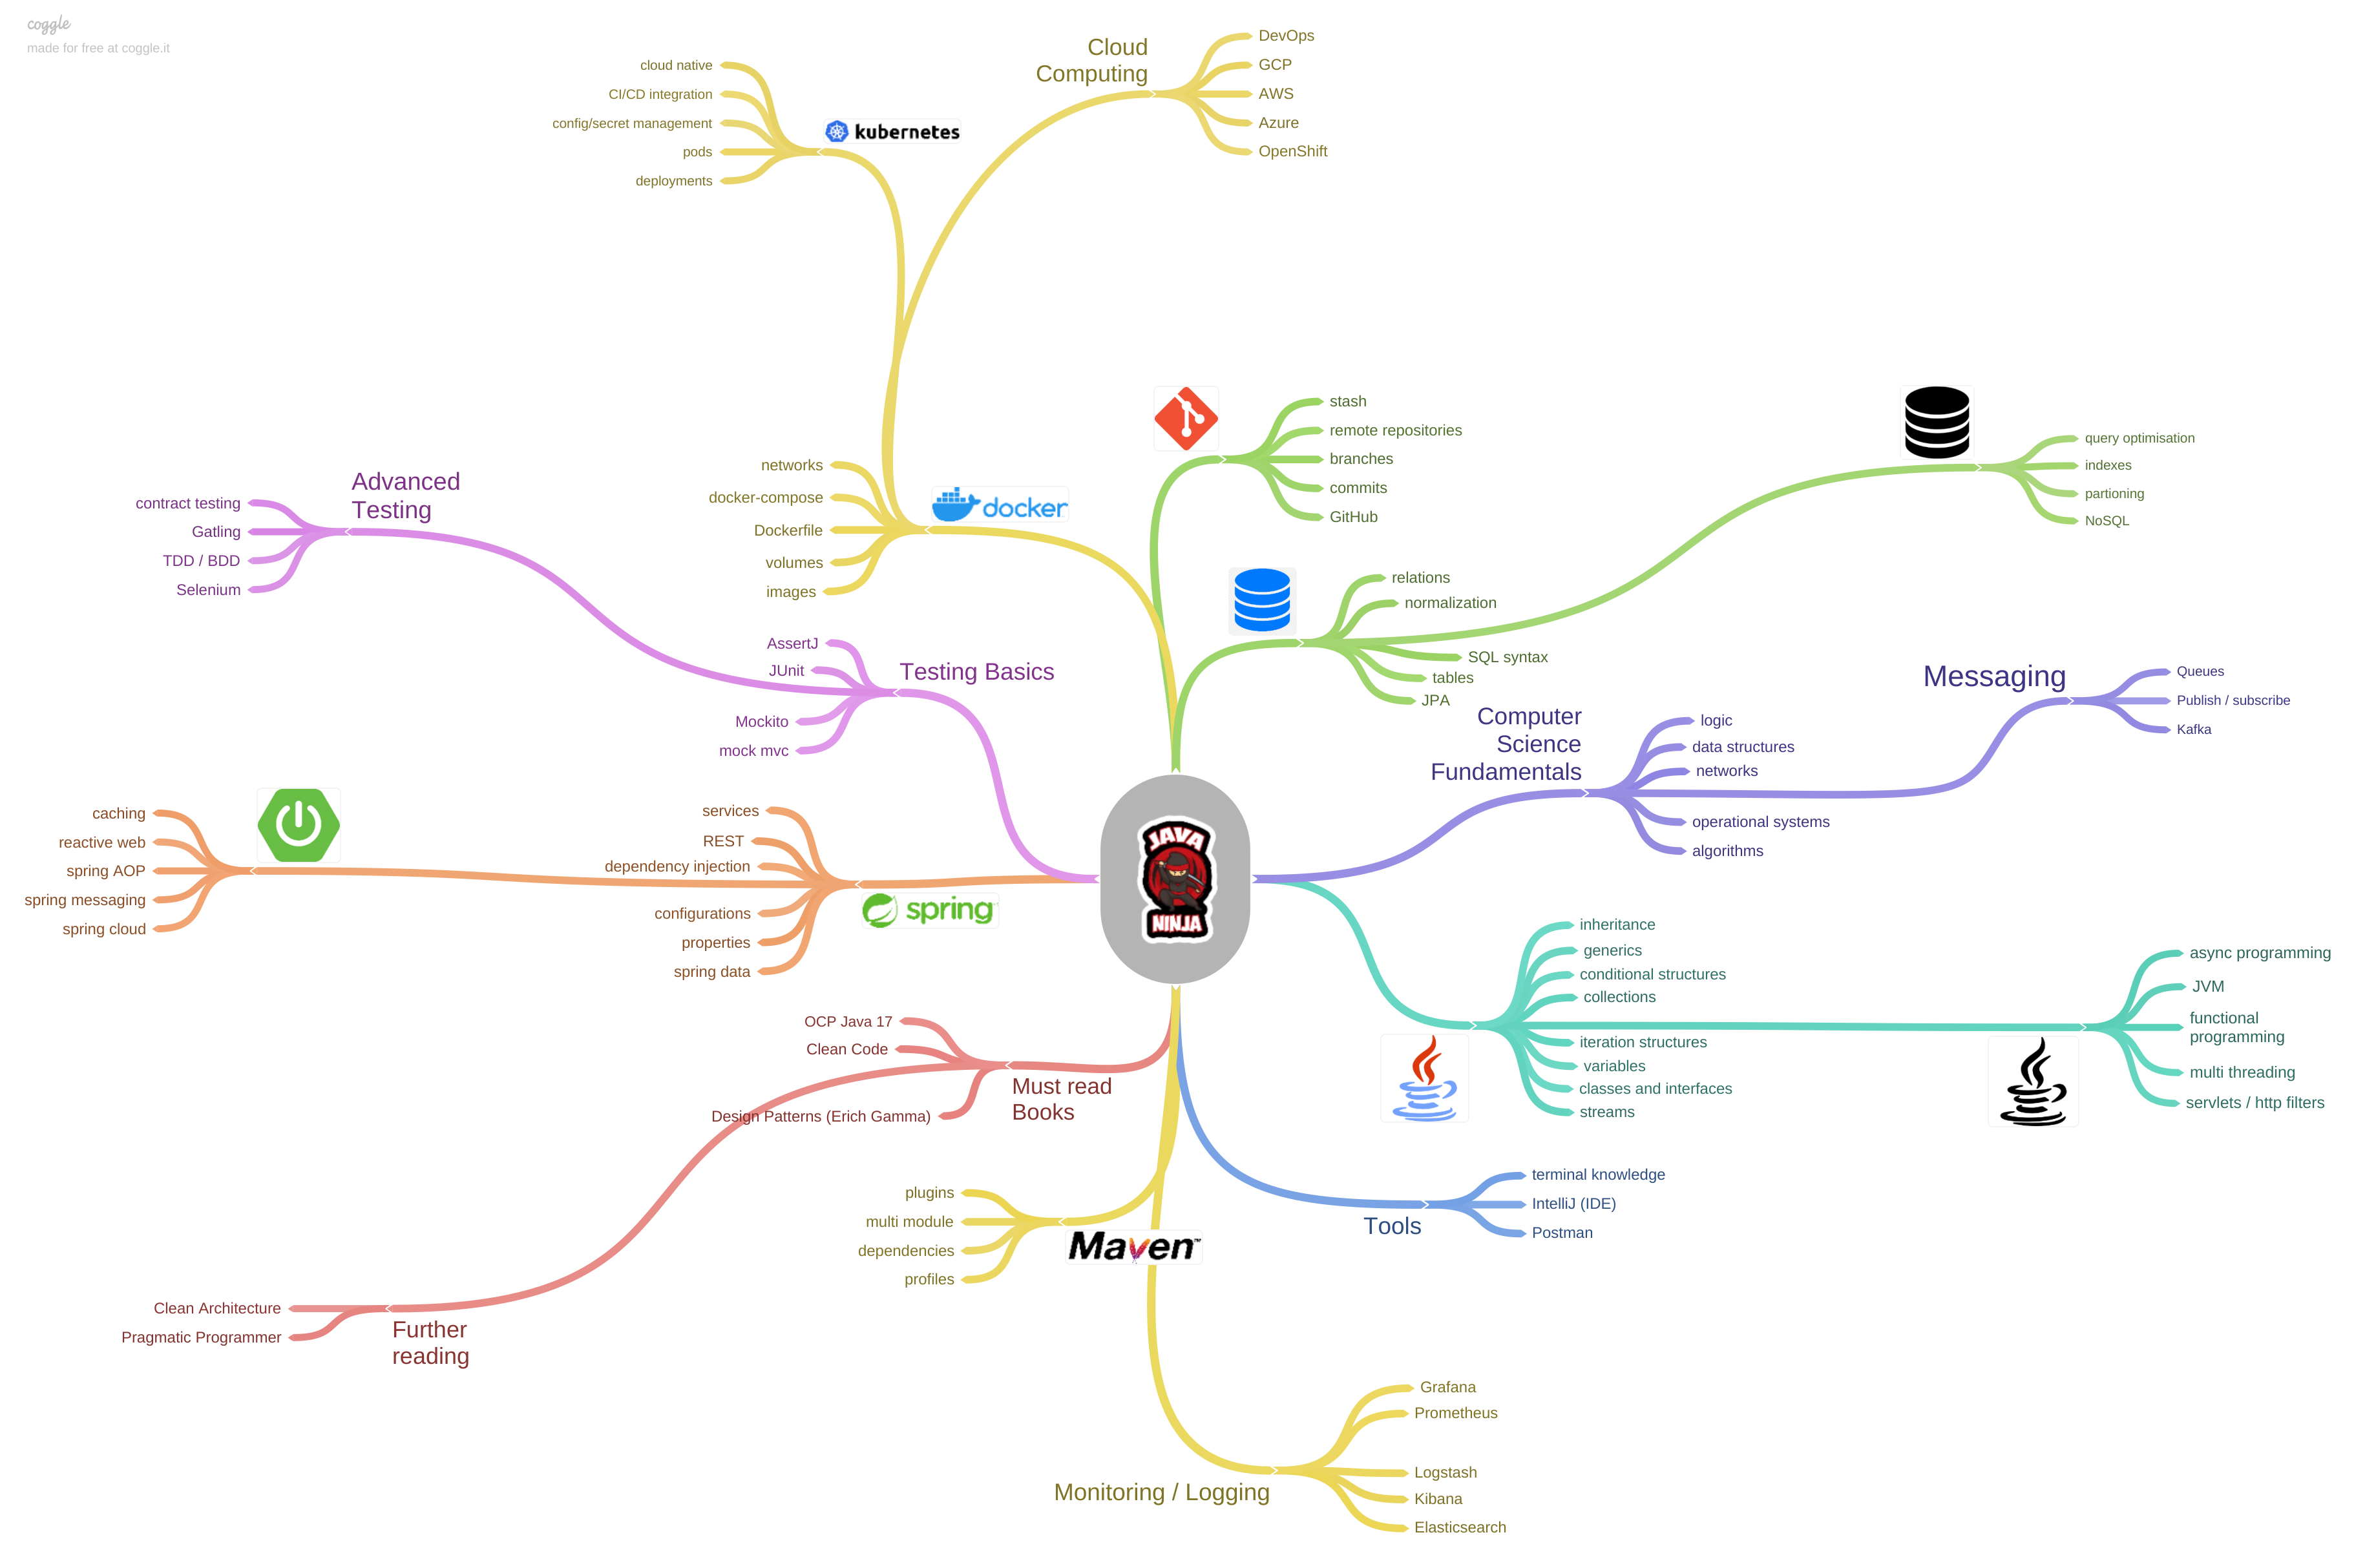 coggle
made for free at coggle.it
Cloud
Computing
DevOps
GCP
AWS
Azure
OpenShift
cloud native
CI/CD integration
config/secret management
pods
deployments
kubernetes
stash
remote repositories
branches
commits
GitHub
query optimisation
indexes
partioning
NoSQL
networks
docker-compose
Dockerfile
volumes
images
docker
Advanced
Testing
contract testing
Gatling
TDD / BDD
Selenium
relations
normalization
SQL syntax
tables
JPA
AssertJ
JUnit
Mockito
mock mvc
Testing Basics
Messaging
Queues
Publish / subscribe
Kafka
Computer
Science
Fundamentals
logic
data structures
networks
operational systems
algorithms
caching
reactive web
spring AOP
spring messaging
spring cloud
services
REST
dependency injection
configurations
properties
spring data
spring
JAVA
NINJA
inheritance
generics
conditional structures
collections
iteration structures
variables
classes and interfaces
streams
async programming
JVM
functional
programming
multi threading
servlets / http filters
OCP Java 17
Clean Code
Design Patterns (Erich Gamma)
Must read
Books
terminal knowledge
IntelliJ (IDE)
Postman
Tools
plugins
multi module
dependencies
profiles
Maven™
Clean Architecture
Pragmatic Programmer
Further
reading
Grafana
Prometheus
Logstash
Kibana
Elasticsearch
Monitoring / Logging